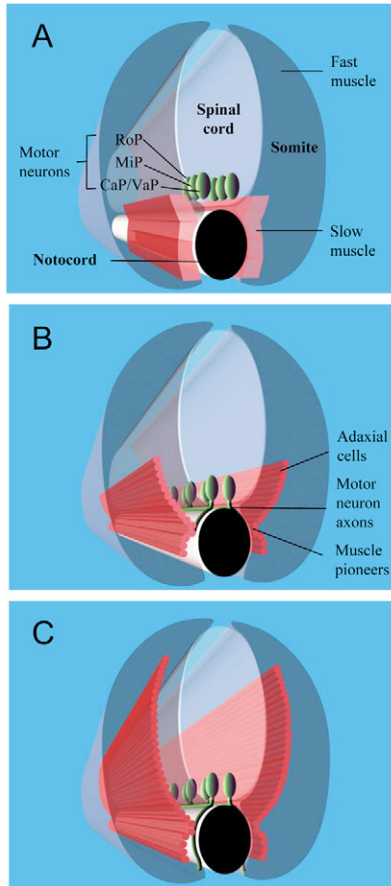 A
Fast
muscle
Spinal
cord
RoP
Motor
neurons
MiP
Somite
CaP/VaP
Notocord
Slow
muscle
B
Adaxial
cells
Motor
neuron
axons
Muscle
pioneers
C